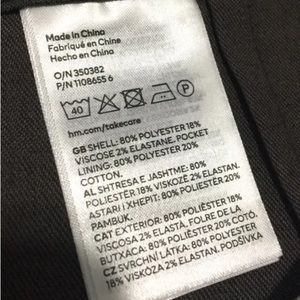 Made in China
Fabriqué en Chine
Hecho en China
O/N 350382
P/N 1108655 6
40
P
hm.com/takecare
GB SHELL: 80% POLYESTER 18%
VISCOSE 2% ELASTANE. POCKET
LINING: 80% POLYESTER 20%
COTTON.
AL SHTRESA E JASHTME: 80%
POLIESTER 18% VISKOZË 2% ELASTAN.
ASTARI I XHEPIT: 80% POLIESTER 20%
PAMBUK.
CAT EXTERIOR: 80% POLIÈSTER 18%
VISCOSA 2% ELASTÀ. FOLRE DE LA
BUTXACA: 80% POLIÈSTER 20% COTÓ.
CZ SVRCHNÍ LÁTKA: 80% POLYESTER
18% VISKÓZA 2% ELASTAN. PODŠÍVKA